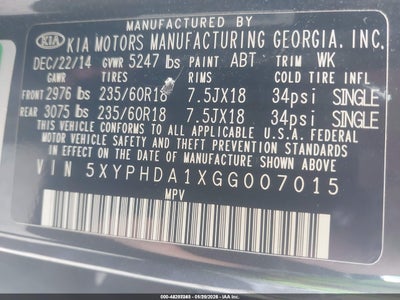 MANUFACTURED BY
KIA KIA MOTORS MANUFACTURING GEORGIA, INC.
DEC/22/14 GVWR 5247 lbs PAINT ABT TRIM WK
GAWR TIRES RIMS COLD TIRE INFL
FRONT 2976 lbs 235/60R18 7.5JX18 34psi SINGLE
REAR 3075 lbs 235/60R18 7.5JX18 34psi SINGLE
THIS VEHICLE CONFORMS TO ALL APPLICABLE U.S.A. FEDERAL
MOTOR VEHICLE SAFETY, BUMPER, AND THEFT PREVENTION
STANDARDS IN EFFECT ON THE DATE OF MANUFACTURE SHOWN ABOVE.
VIN 5XYPHDA1XGG007015
MPV